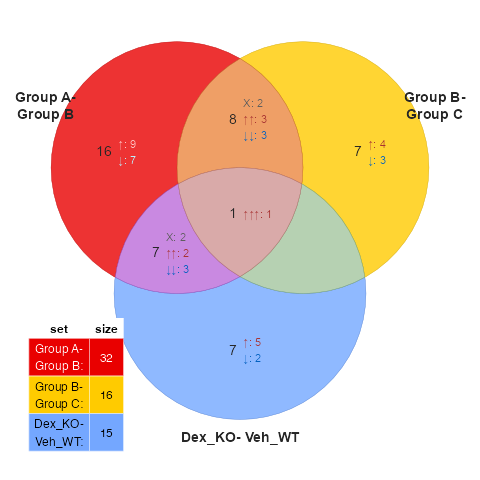 Group A-
Group B
Group B-
Group C
X: 2
8 ↑↑: 3
↓↓: 3
16 ↑: 9
↓: 7
7 ↑: 4
↓: 3
1 ↑↑↑: 1
X: 2
7 ↑↑: 2
↓↓: 3
7 ↑: 5
↓: 2
set size
Group A-
Group B: 32
Group B-
Group C: 16
Dex_KO-
Veh_WT: 15
Dex_KO- Veh_WT